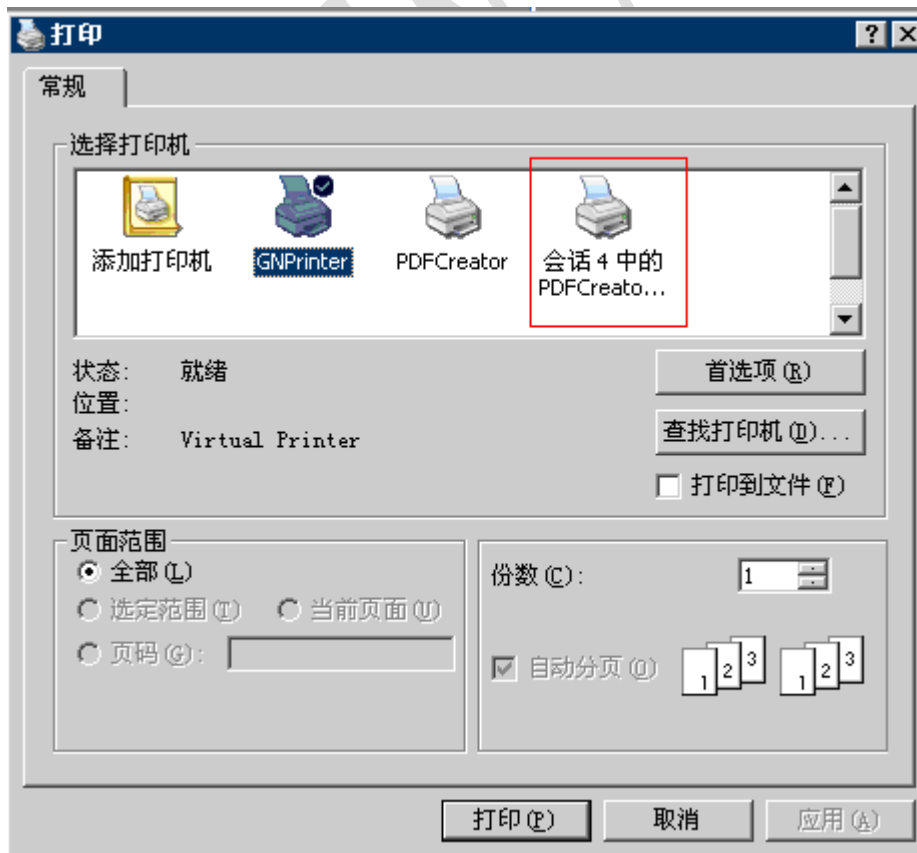 打印
常规
选择打印机
添加打印机
GNPrinter
PDFCreator
会话 4 中的
PDFCreato...
状态: 就绪
位置:
备注: Virtual Printer
首选项(R)
查找打印机(D)...
打印到文件(F)
页面范围
全部(L)
选定范围(T) 当前页面(U)
页码(G):
份数(C): 1
自动分页(O)
1 2 3 1 2 3
打印(P) 取消 应用(A)